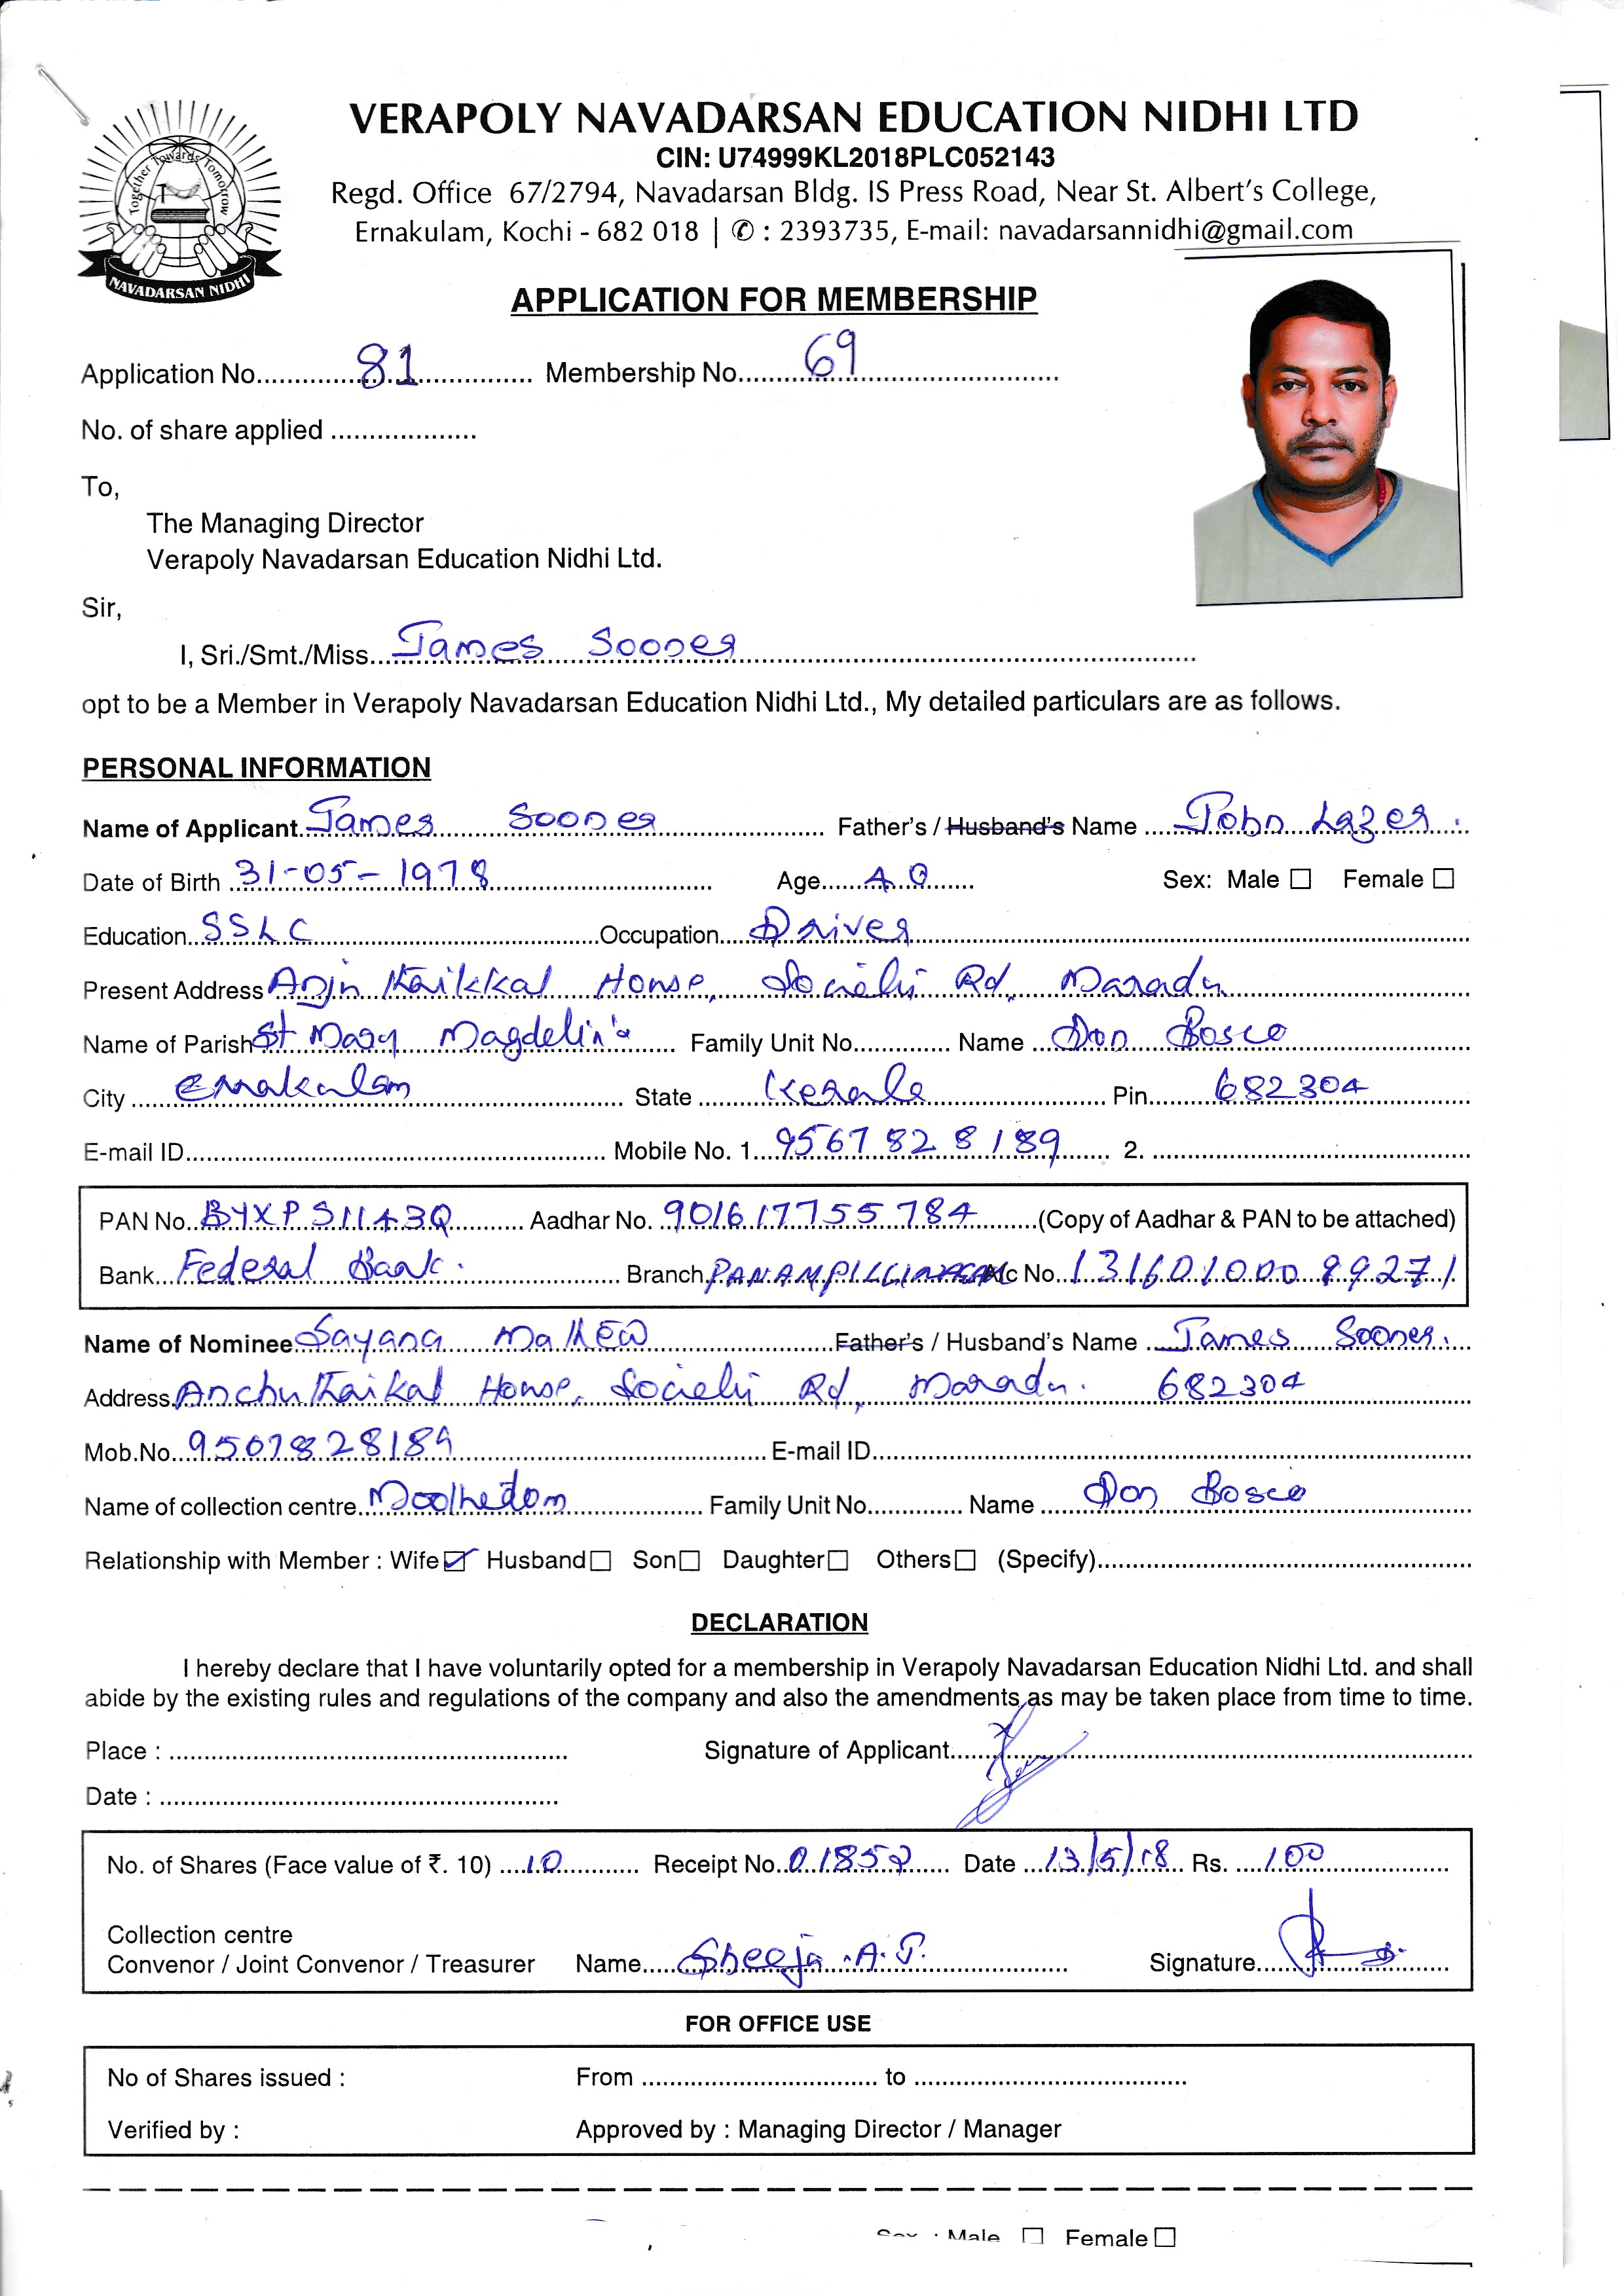 VERAPOLY NAVADARSAN EDUCATION NIDHI LTD
CIN: U74999KL2018PLC052143
Regd. Office 67/2794, Navadarsan Bldg. IS Press Road, Near St. Albert's College,
Ernakulam, Kochi - 682 018 | ✆ : 2393735, E-mail: navadarsannidhi@gmail.com
Together Towards Tomorrow
NAVADARSAN NIDHI
APPLICATION FOR MEMBERSHIP
Application No. 81 Membership No. 69
No. of share applied
To,
The Managing Director
Verapoly Navadarsan Education Nidhi Ltd.
Sir,
I, Sri./Smt./Miss. James Sooner
opt to be a Member in Verapoly Navadarsan Education Nidhi Ltd., My detailed particulars are as follows.
PERSONAL INFORMATION
Name of Applicant James Sooner Father's / Husband's Name John Lazer
Date of Birth 31-05-1978 Age 40 Sex: Male ☐ Female ☐
Education SSLC Occupation Driver
Present Address House, Rd, Maradu
Name of Parish St Mary Magdelin's Family Unit No. Name Don Bosco
City Ernakulam State Kerala Pin 682304
E-mail ID Mobile No. 1. 9567828189 2.
PAN No. BYXPS1143Q Aadhar No. 901617755784 (Copy of Aadhar & PAN to be attached)
Bank Federal Bank. Branch A/c No. 13160100089271
Name of Nominee Sayana Mathew Father's / Husband's Name James Sooner.
Address House, Rd, Maradu. 682304
Mob.No. E-mail ID
Name of collection centre Family Unit No. Name Don Bosco
Relationship with Member : Wife ☑ Husband ☐ Son ☐ Daughter ☐ Others ☐ (Specify)
DECLARATION
I hereby declare that I have voluntarily opted for a membership in Verapoly Navadarsan Education Nidhi Ltd. and shall
abide by the existing rules and regulations of the company and also the amendments as may be taken place from time to time.
Place : Signature of Applicant
Date :
No. of Shares (Face value of ₹. 10) 10 Receipt No. Date 13/5/18 Rs. 100
Collection centre
Convenor / Joint Convenor / Treasurer Name Sheeja .A. J. Signature
FOR OFFICE USE
No of Shares issued : From to
Verified by : Approved by : Managing Director / Manager
Sex : Male ☐ Female ☐